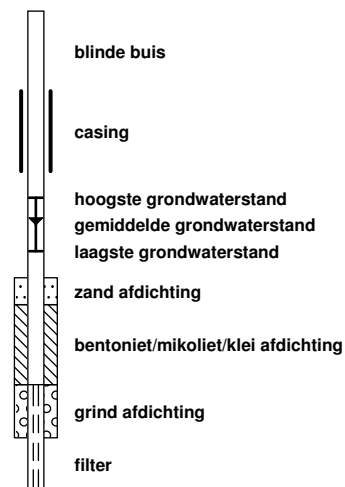 blinde buis
casing
hoogste grondwaterstand
gemiddelde grondwaterstand
laagste grondwaterstand
zand afdichting
bentoniet/mikoliet/klei afdichting
grind afdichting
filter